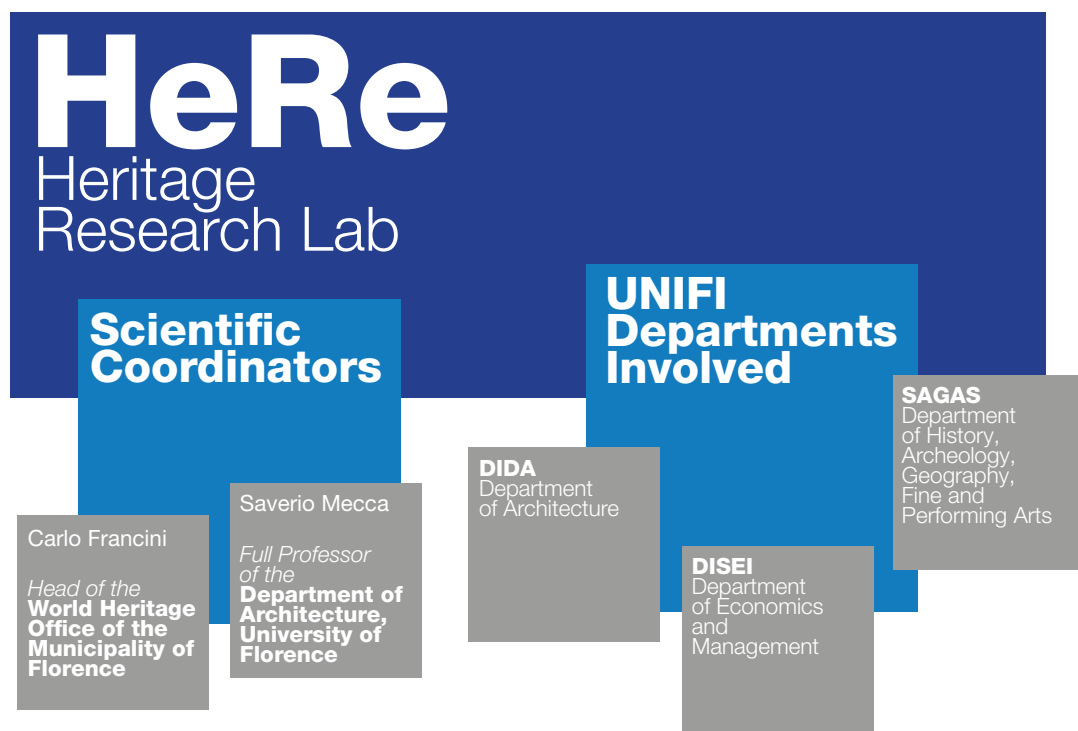 HeRe
Heritage
Research Lab
Scientific
Coordinators
Carlo Francini
Head of the
World Heritage
Office of the
Municipality of
Florence
Saverio Mecca
Full Professor
of the
Department of
Architecture,
University of
Florence
UNIFI
Departments
Involved
DIDA
Department
of Architecture
DISEI
Department
of Economics
and
Management
SAGAS
Department
of History,
Archeology,
Geography,
Fine and
Performing Arts